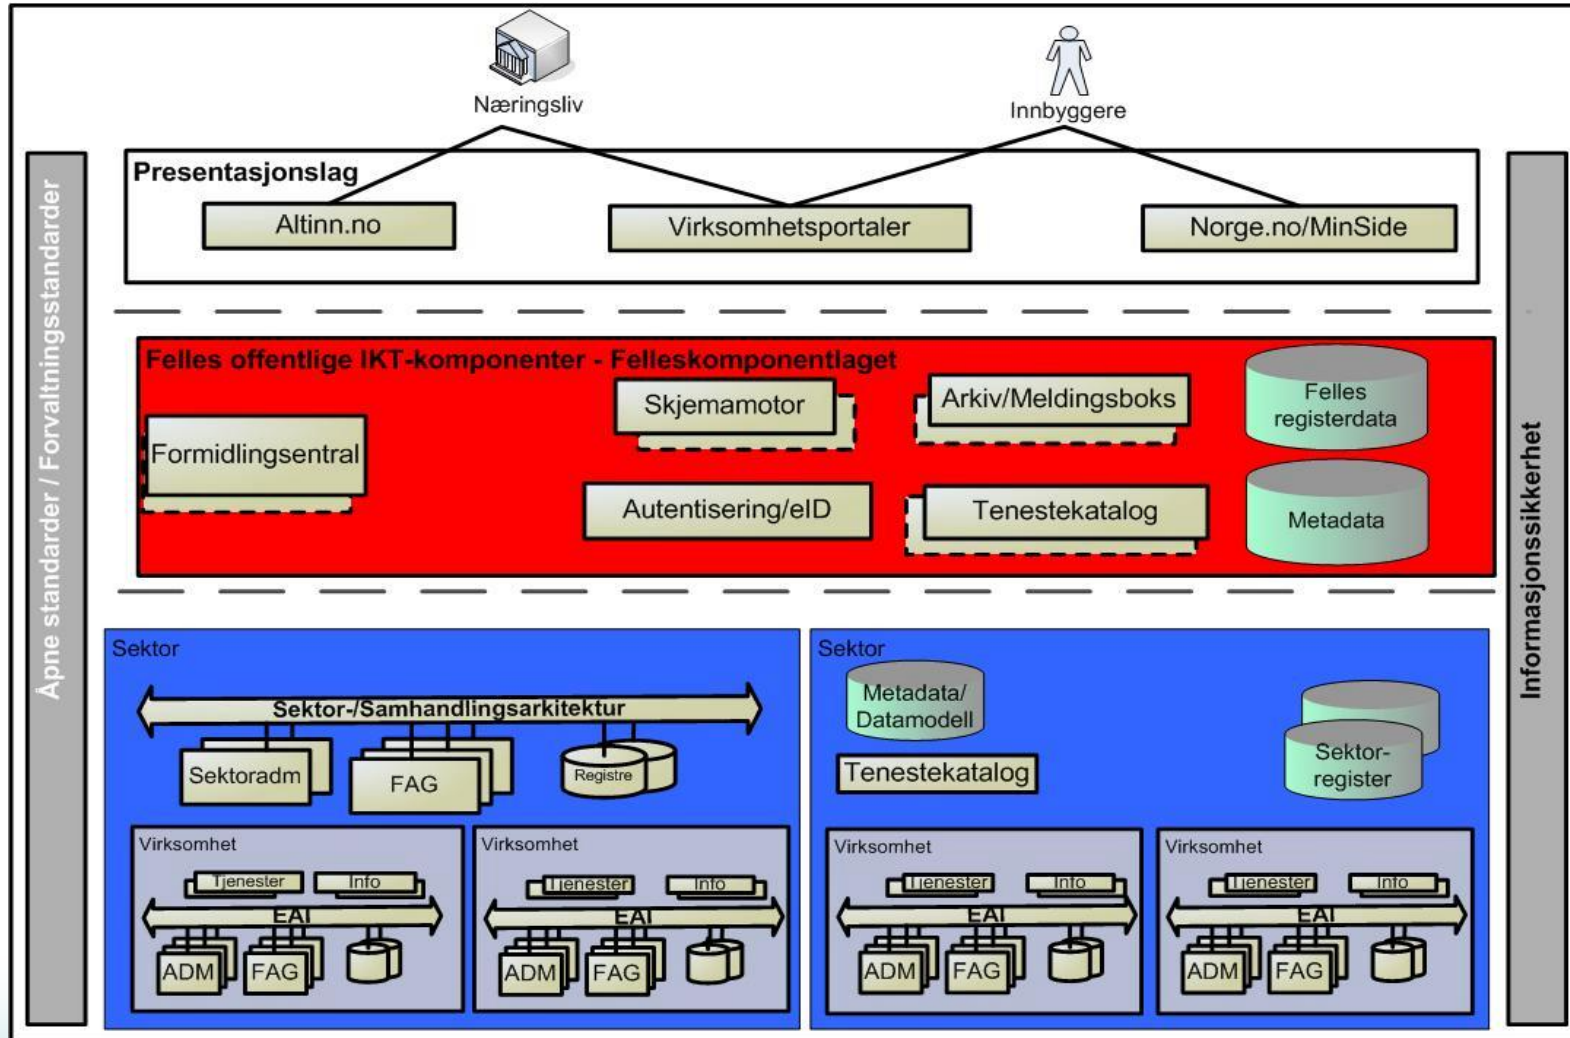 Næringsliv
Innbyggere
Åpne standarder / Forvaltningsstandarder
Informasjonssikkerhet
Presentasjonslag
Altinn.no
Virksomhetsportaler
Norge.no/MinSide
Felles offentlige IKT-komponenter - Felleskomponentlaget
Formidlingsentral
Skjemamotor
Arkiv/Meldingsboks
Felles
registerdata
Autentisering/eID
Tenestekatalog
Metadata
Sektor
Sektor-/Samhandlingsarkitektur
Sektoradm
FAG
Registre
Virksomhet
Tjenester
Info
EAI
ADM
FAG
Virksomhet
Tjenester
Info
EAI
ADM
FAG
Sektor
Metadata/
Datamodell
Tenestekatalog
Sektor-
register
Virksomhet
Tjenester
Info
EAI
ADM
FAG
Virksomhet
Tjenester
Info
EAI
ADM
FAG